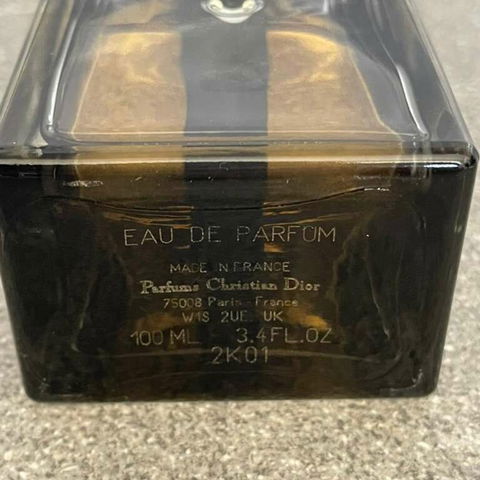 EAU DE PARFUM
MADE IN FRANCE
Parfums Christian Dior
75008 Paris - France
W1S 2UE UK
100 ML 3.4FL.OZ
2K01